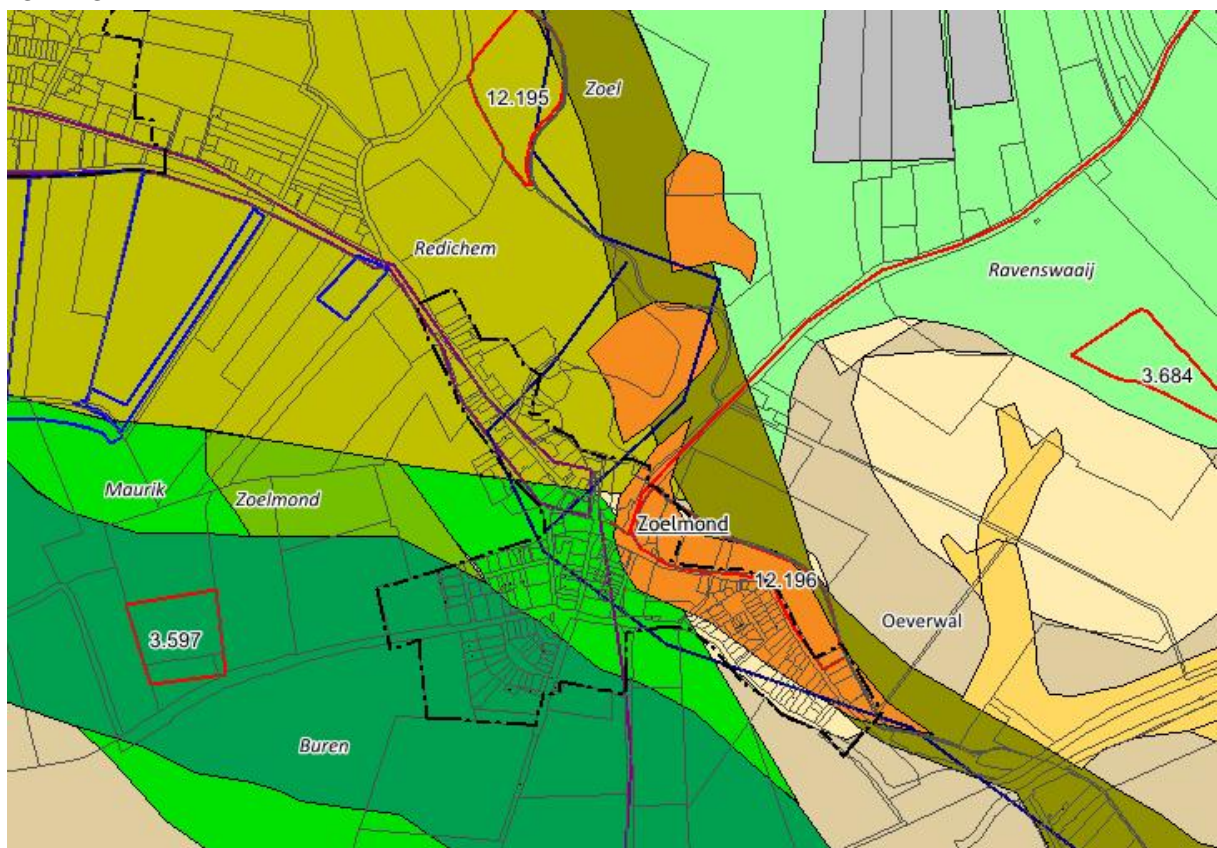 12.195
Zoel
Redichem
Ravenswaaij
3.684
Maurik
Zoelmond
Zoelmond
12.196
3.597
Oeverwal
Buren